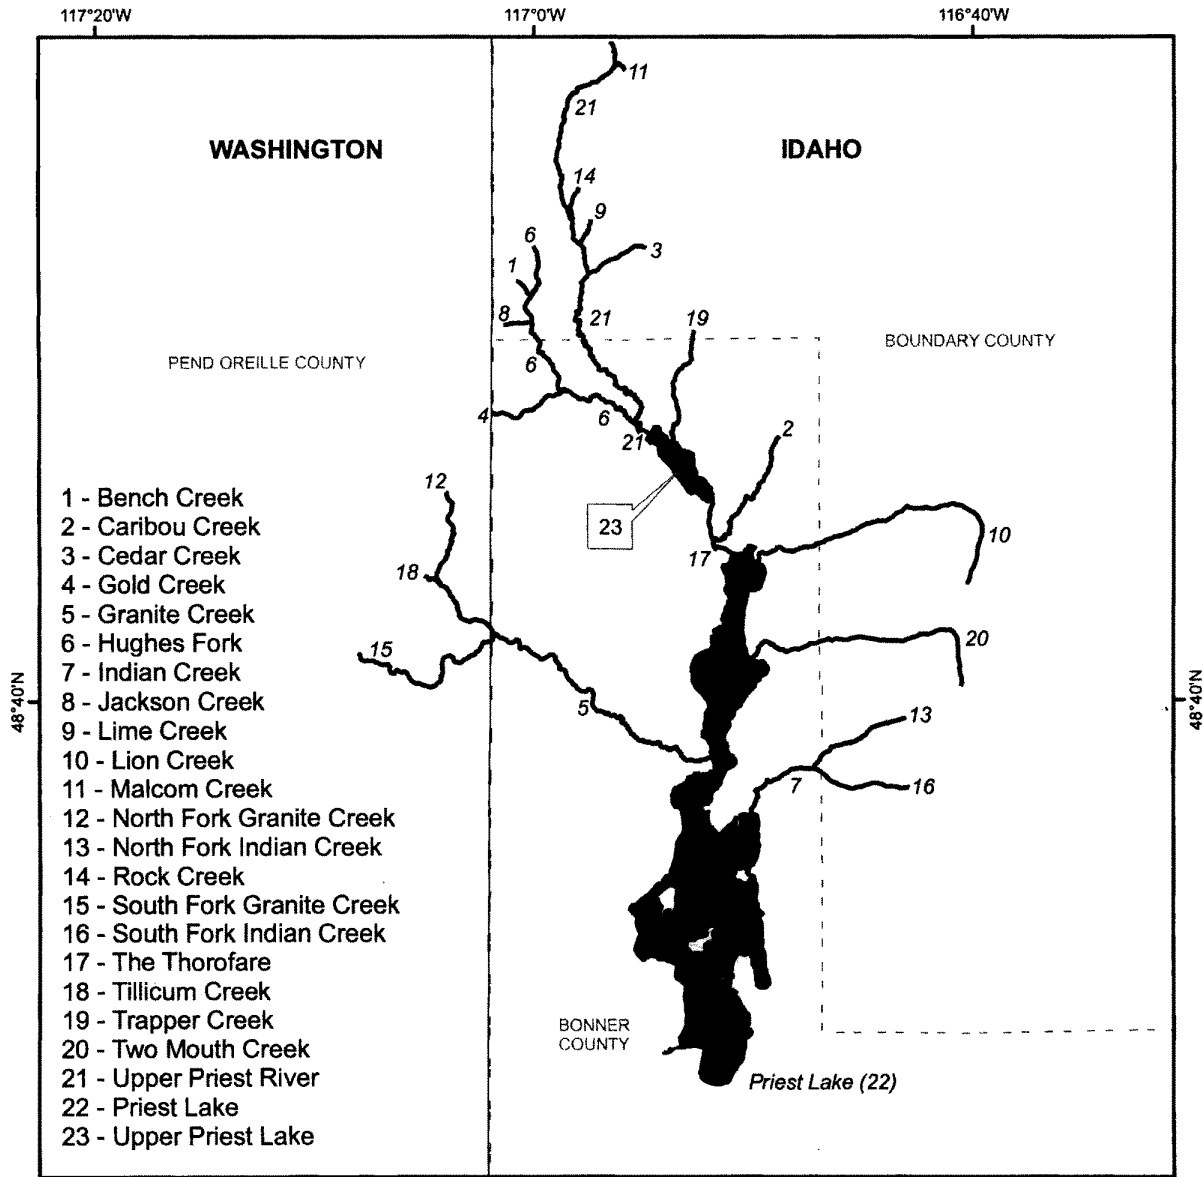 117°20'W
117°0'W
116°40'W
11
21
WASHINGTON
IDAHO
14
9
6
3
1
8
21
19
PEND OREILLE COUNTY
BOUNDARY COUNTY
6
4
6
21
2
12
23
10
17
18
15
20
48°40'N
48°40'N
5
13
7
16
1 - Bench Creek
2 - Caribou Creek
3 - Cedar Creek
4 - Gold Creek
5 - Granite Creek
6 - Hughes Fork
7 - Indian Creek
8 - Jackson Creek
9 - Lime Creek
10 - Lion Creek
11 - Malcom Creek
12 - North Fork Granite Creek
13 - North Fork Indian Creek
14 - Rock Creek
15 - South Fork Granite Creek
16 - South Fork Indian Creek
17 - The Thorofare
18 - Tillicum Creek
19 - Trapper Creek
20 - Two Mouth Creek
21 - Upper Priest River
22 - Priest Lake
23 - Upper Priest Lake
BONNER
COUNTY
Priest Lake (22)